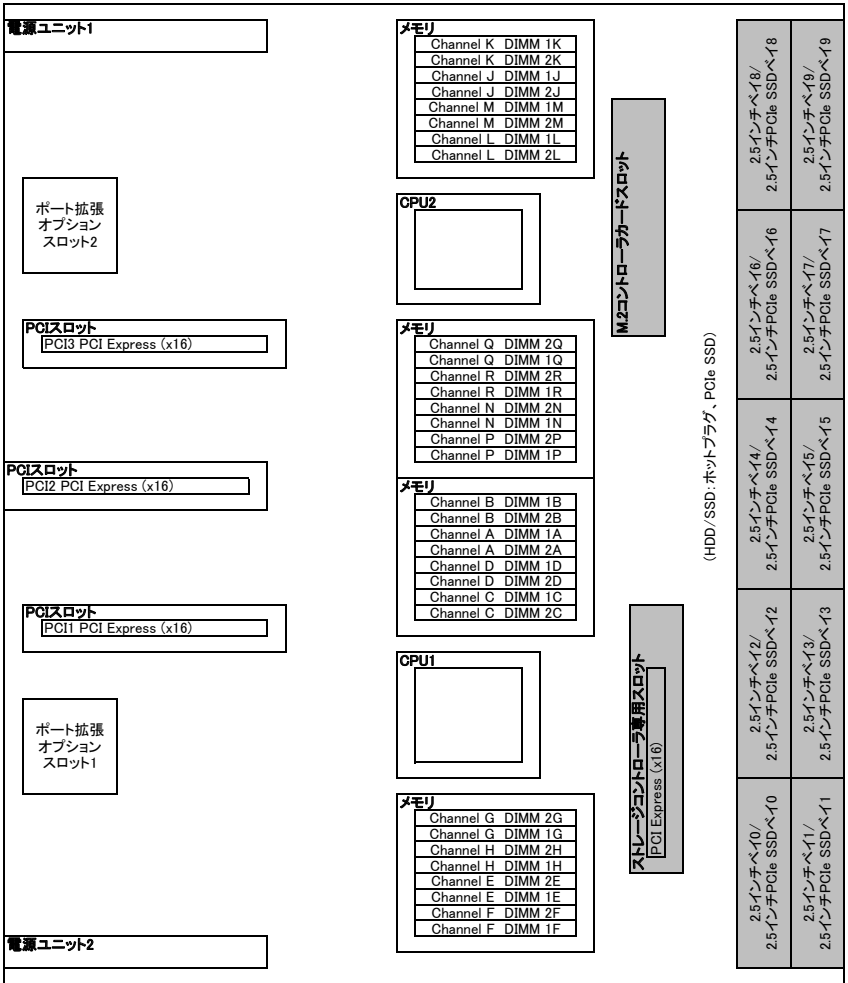 電源ユニット1
ポート拡張
オプション
スロット2
PCIスロット
PCI3 PCI Express (x16)
PCIスロット
PCI2 PCI Express (x16)
PCIスロット
PCI1 PCI Express (x16)
ポート拡張
オプション
スロット1
電源ユニット2
メモリ
Channel K DIMM 1K
Channel K DIMM 2K
Channel J DIMM 1J
Channel J DIMM 2J
Channel M DIMM 1M
Channel M DIMM 2M
Channel L DIMM 1L
Channel L DIMM 2L
CPU2
メモリ
Channel Q DIMM 2Q
Channel Q DIMM 1Q
Channel R DIMM 2R
Channel R DIMM 1R
Channel N DIMM 2N
Channel N DIMM 1N
Channel P DIMM 2P
Channel P DIMM 1P
メモリ
Channel B DIMM 1B
Channel B DIMM 2B
Channel A DIMM 1A
Channel A DIMM 2A
Channel D DIMM 1D
Channel D DIMM 2D
Channel C DIMM 1C
Channel C DIMM 2C
CPU1
メモリ
Channel G DIMM 2G
Channel G DIMM 1G
Channel H DIMM 2H
Channel H DIMM 1H
Channel E DIMM 2E
Channel E DIMM 1E
Channel F DIMM 2F
Channel F DIMM 1F
M.2コントローラカードスロット
ストレージコントローラ専用スロット
PCI Express (x16)
(HDD/SSD:ホットプラグ、PCIe SSD)
2.5インチベイ8/
2.5インチPCIe SSDベイ8
2.5インチベイ9/
2.5インチPCIe SSDベイ9
2.5インチベイ6/
2.5インチPCIe SSDベイ6
2.5インチベイ7/
2.5インチPCIe SSDベイ7
2.5インチベイ4/
2.5インチPCIe SSDベイ4
2.5インチベイ5/
2.5インチPCIe SSDベイ5
2.5インチベイ2/
2.5インチPCIe SSDベイ2
2.5インチベイ3/
2.5インチPCIe SSDベイ3
2.5インチベイ0/
2.5インチPCIe SSDベイ0
2.5インチベイ1/
2.5インチPCIe SSDベイ1